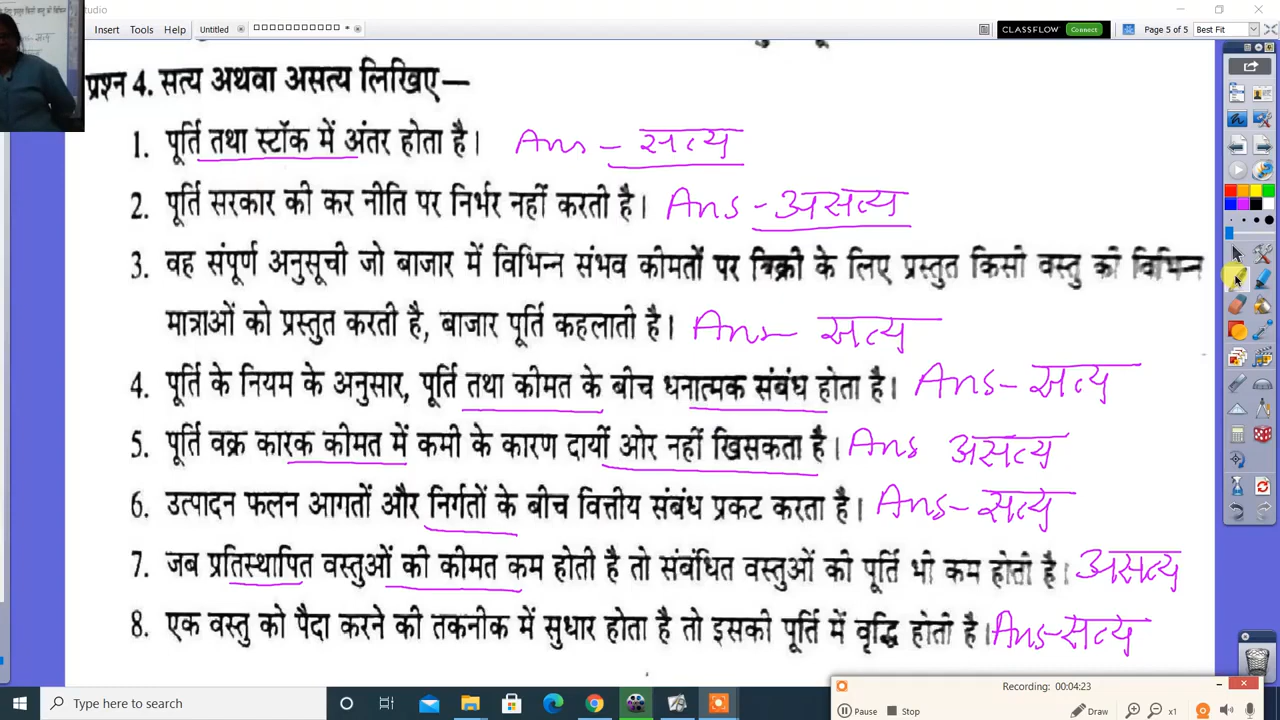 tudio
Insert Tools Help Untitled CLASSFLOW Connect Page 5 of 5 Best Fit
प्रश्न 4. सत्य अथवा असत्य लिखिए—
1. पूर्ति तथा स्टॉक में अंतर होता है। Ans – सत्य
2. पूर्ति सरकार की कर नीति पर निर्भर नहीं करती है। Ans - असत्य
3. वह संपूर्ण अनुसूची जो बाजार में विभिन्न संभव कीमतों पर बिक्री के लिए प्रस्तुत किसी वस्तु की विभिन्न
मात्राओं को प्रस्तुत करती है, बाजार पूर्ति कहलाती है। Ans – सत्य
4. पूर्ति के नियम के अनुसार, पूर्ति तथा कीमत के बीच धनात्मक संबंध होता है। Ans – सत्य
5. पूर्ति वक्र कारक कीमत में कमी के कारण दायीं ओर नहीं खिसकता है। Ans असत्य
6. उत्पादन फलन आगतों और निर्गतों के बीच वित्तीय संबंध प्रकट करता है। Ans – सत्य
7. जब प्रतिस्थापित वस्तुओं की कीमत कम होती है तो संबंधित वस्तुओं की पूर्ति भी कम होती है। असत्य
8. एक वस्तु को पैदा करने की तकनीक में सुधार होता है तो इसकी पूर्ति में वृद्धि होती है। Ans-सत्य
Recording: 00:04:23
Type here to search
Pause Stop Draw x1